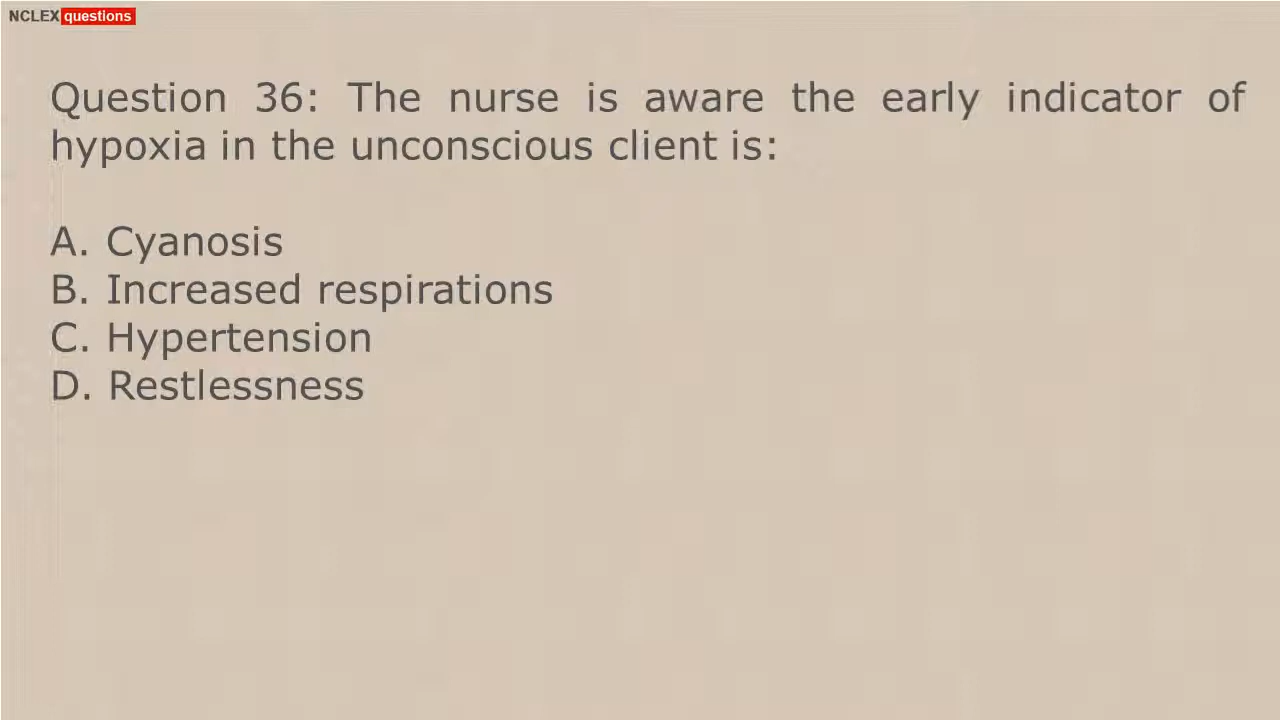 NCLEX questions
Question 36: The nurse is aware the early indicator of
hypoxia in the unconscious client is:
A. Cyanosis
B. Increased respirations
C. Hypertension
D. Restlessness